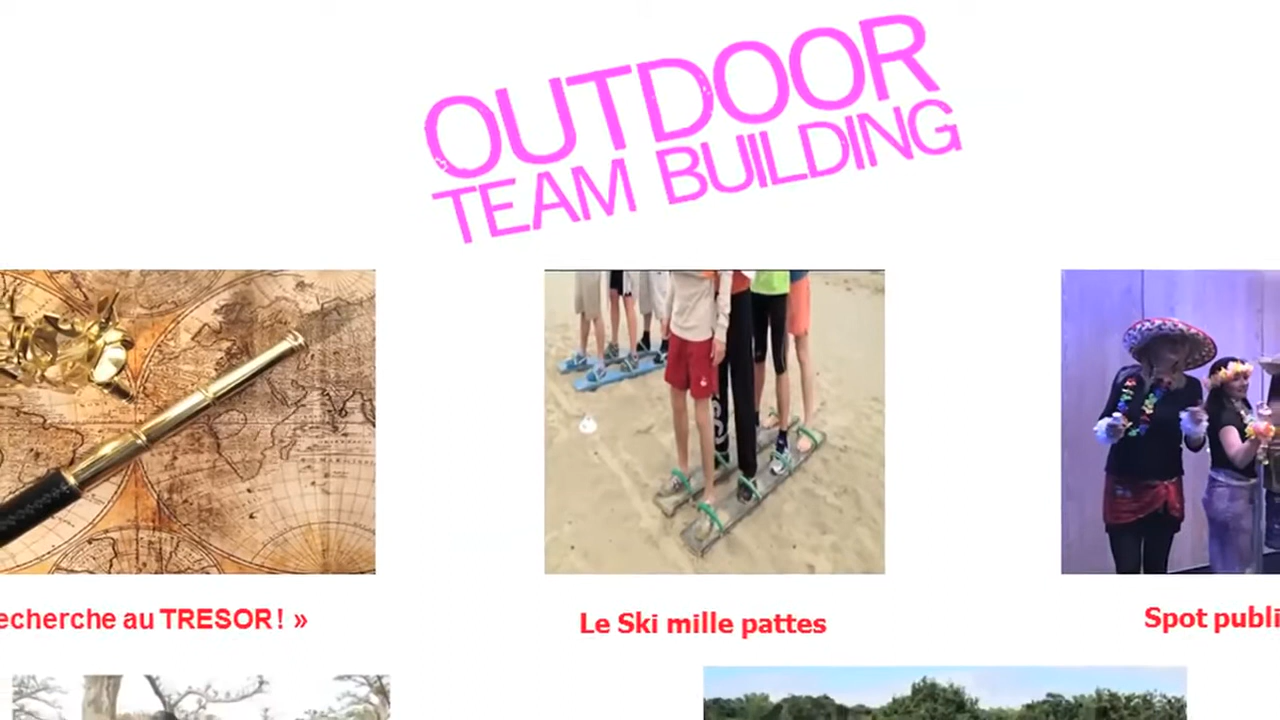 OUTDOOR
TEAM BUILDING
echerche au TRESOR ! »
Le Ski mille pattes
Spot publi